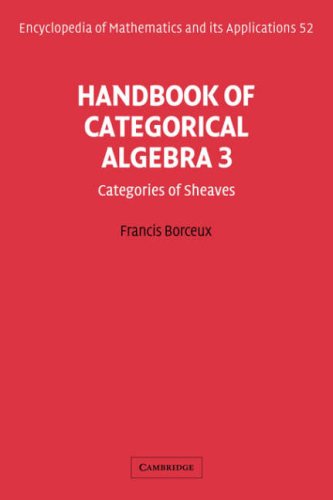 Encyclopedia of Mathematics and its Applications 52
HANDBOOK OF
CATEGORICAL
ALGEBRA 3
Categories of Sheaves
Francis Borceux
CAMBRIDGE